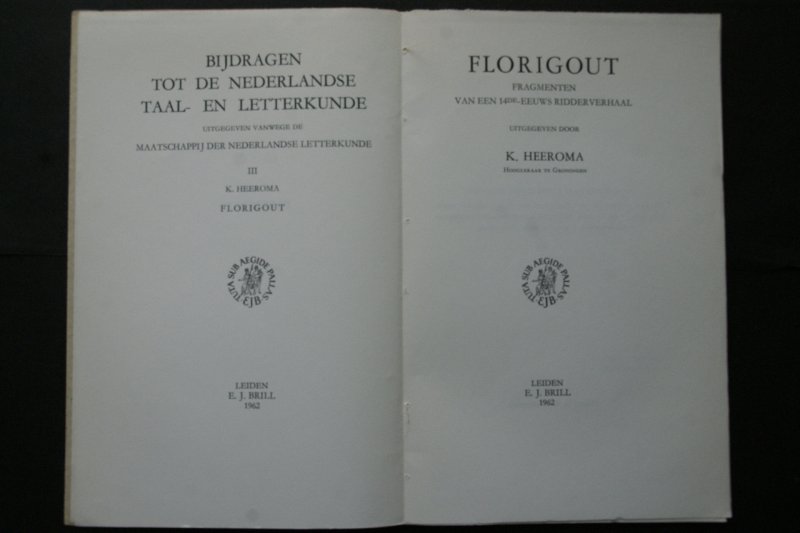 BIJDRAGEN
TOT DE NEDERLANDSE
TAAL- EN LETTERKUNDE
UITGEGEVEN VANWEGE DE
MAATSCHAPPIJ DER NEDERLANDSE LETTERKUNDE
III
K. HEEROMA
FLORIGOUT
TUTA SUB AEGIDE PALLAS · EJB ·
LEIDEN
E. J. BRILL
1962
FLORIGOUT
FRAGMENTEN
VAN EEN 14DE-EEUWS RIDDERVERHAAL
UITGEGEVEN DOOR
K. HEEROMA
HOOGLERAAR TE GRONINGEN
TUTA SUB AEGIDE PALLAS · EJB ·
LEIDEN
E. J. BRILL
1962